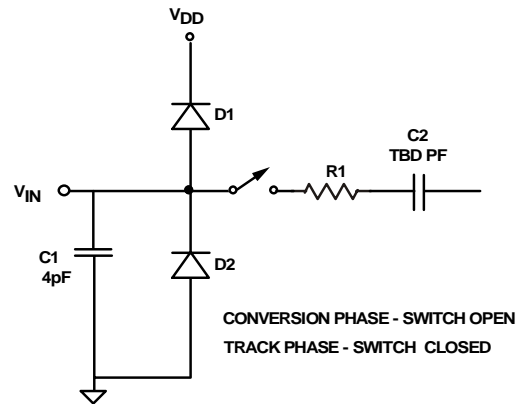 VDD
D1
C2
TBD PF
R1
VIN
C1
4pF
D2
CONVERSION PHASE - SWITCH OPEN
TRACK PHASE - SWITCH CLOSED